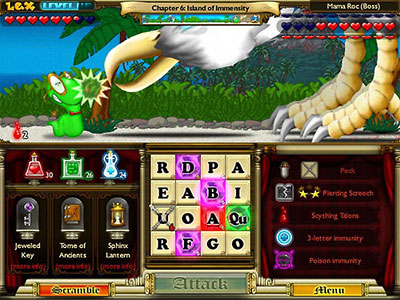 LEX LEVEL
Chapter 6: Island of Immensity
Mama Roc (Boss)
2
30 26 24
Jeweled Key
(more info)
Tome of Ancients
(more info)
Sphinx Lantern
(more info)
R D P A
E A B I
U O A Qu
R F G O
Peck
Piercing Screech
Scything Talons
3-letter immunity
Poison immunity
Scramble
Attack
Menu